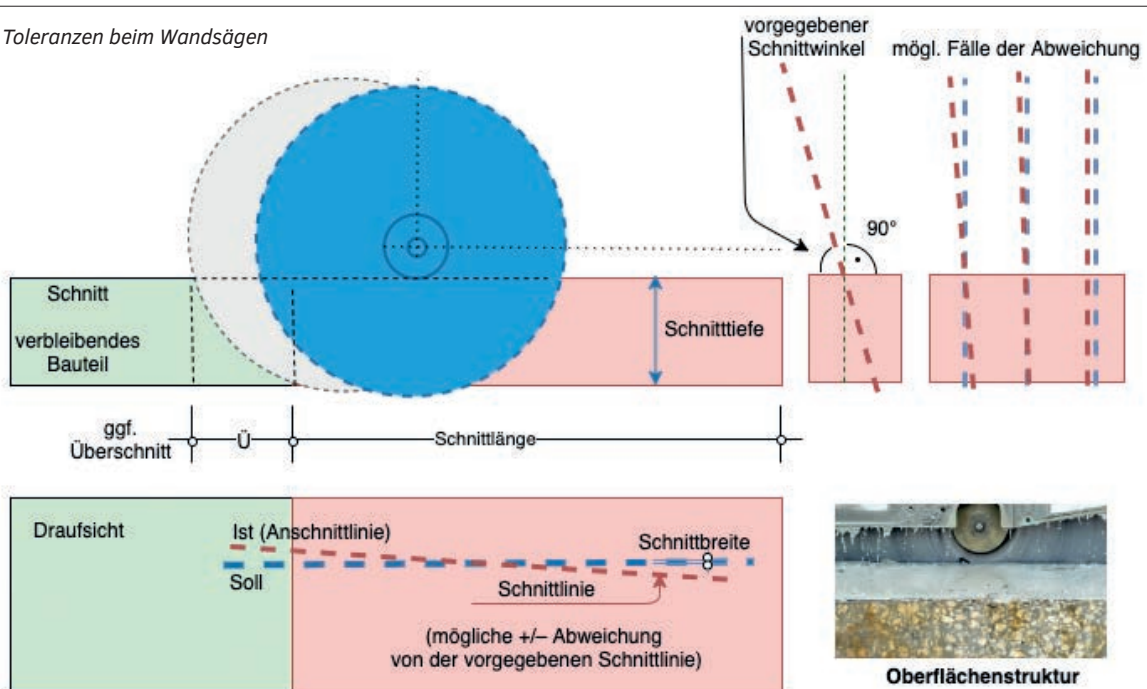 Toleranzen beim Wandsägen
vorgegebener
Schnittwinkel
mögl. Fälle der Abweichung
90°
Schnitt
verbleibendes
Bauteil
Schnitttiefe
ggf.
Überschnitt
Ü
Schnittlänge
Draufsicht
Ist (Anschnittlinie)
Soll
Schnittbreite
Schnittlinie
(mögliche +/– Abweichung
von der vorgegebenen Schnittlinie)
Oberflächenstruktur